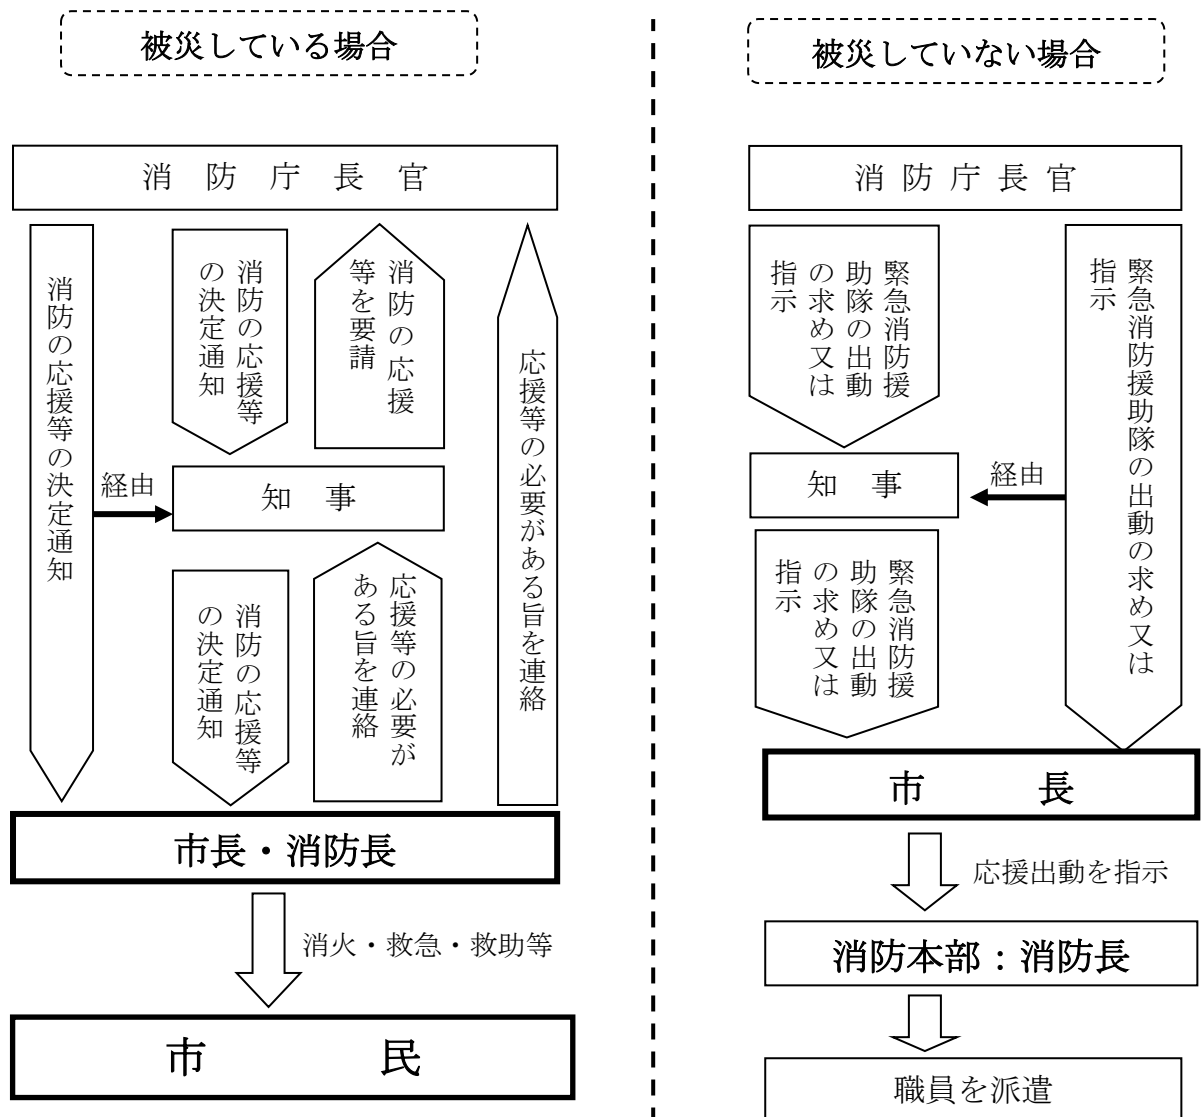 被災している場合
消防庁長官
消防の応援等の決定通知
消防の応援等
の決定通知
消防の応援
等を要請
応援等の必要がある旨を連絡
経由
知事
消防の応援等
の決定通知
応援等の必要が
ある旨を連絡
市長・消防長
消火・救急・救助等
市民
被災していない場合
消防庁長官
緊急消防援
助隊の出動
の求め又は
指示
緊急消防援助隊の出動の求め又は
指示
経由
知事
緊急消防援
助隊の出動
の求め又は
指示
市長
応援出動を指示
消防本部：消防長
職員を派遣